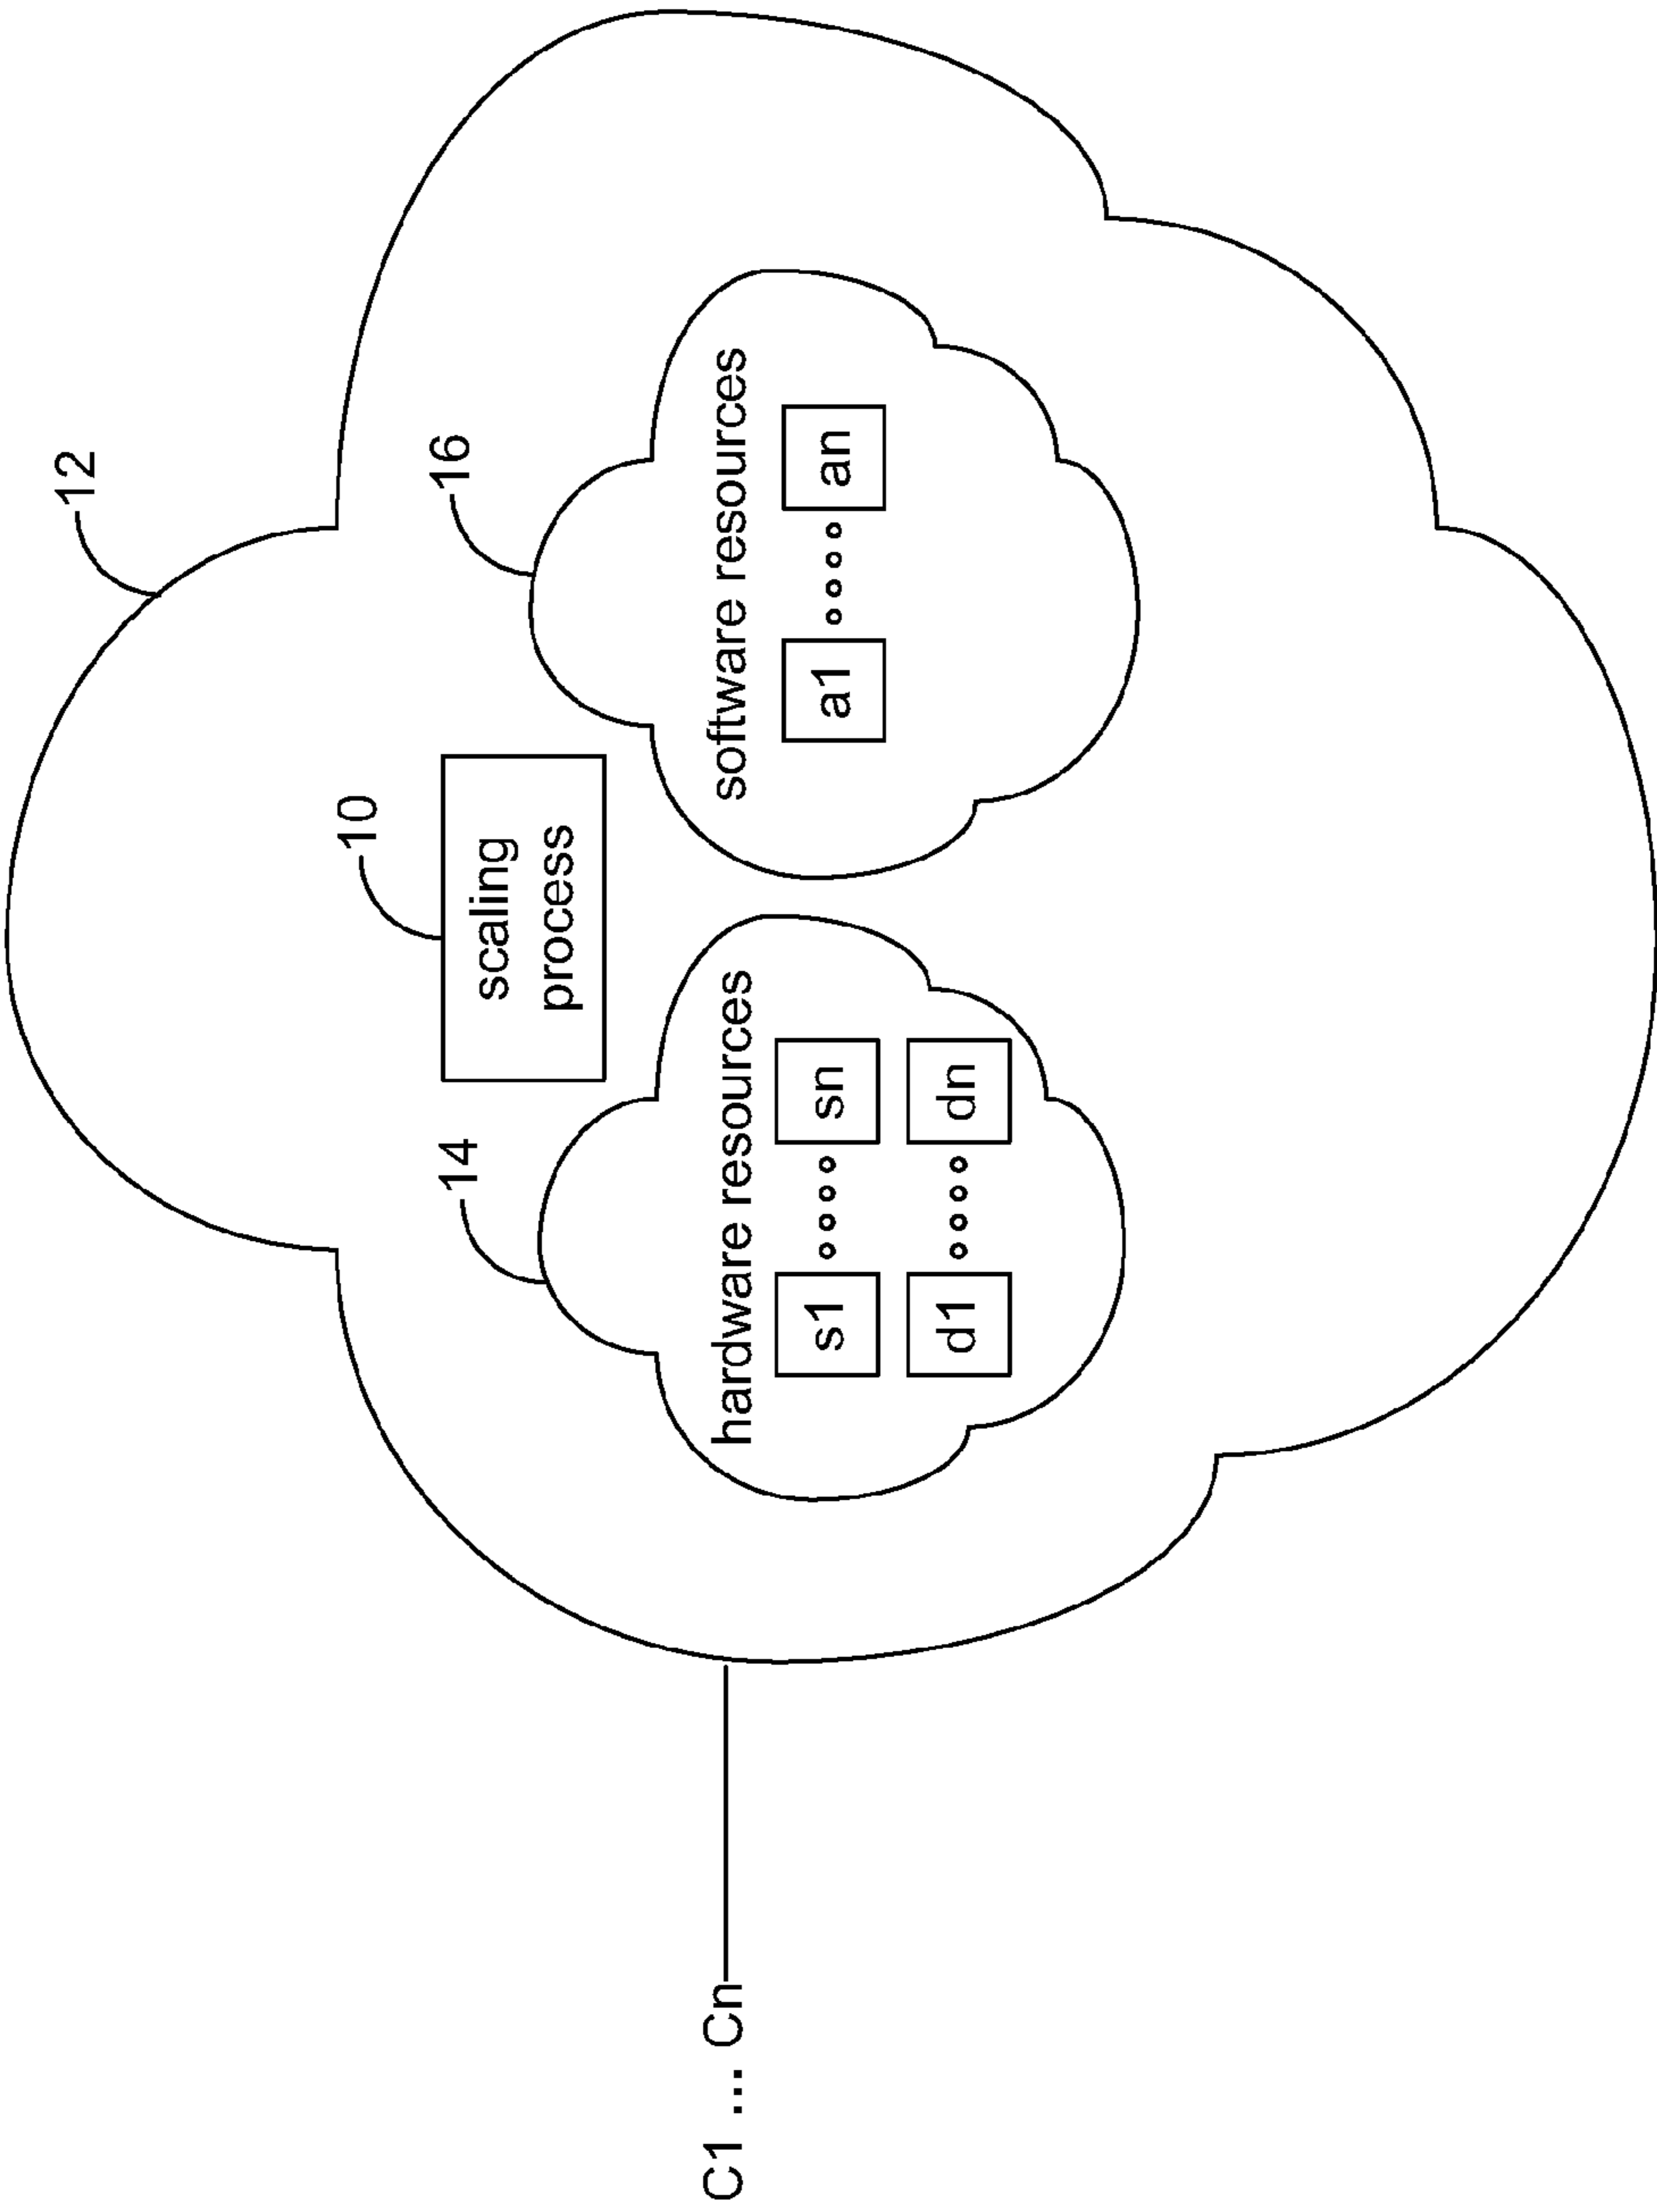 12
10
scaling
process
14
16
hardware resources
s1 sn
d1 dn
software resources
a1 an
C1 ... Cn